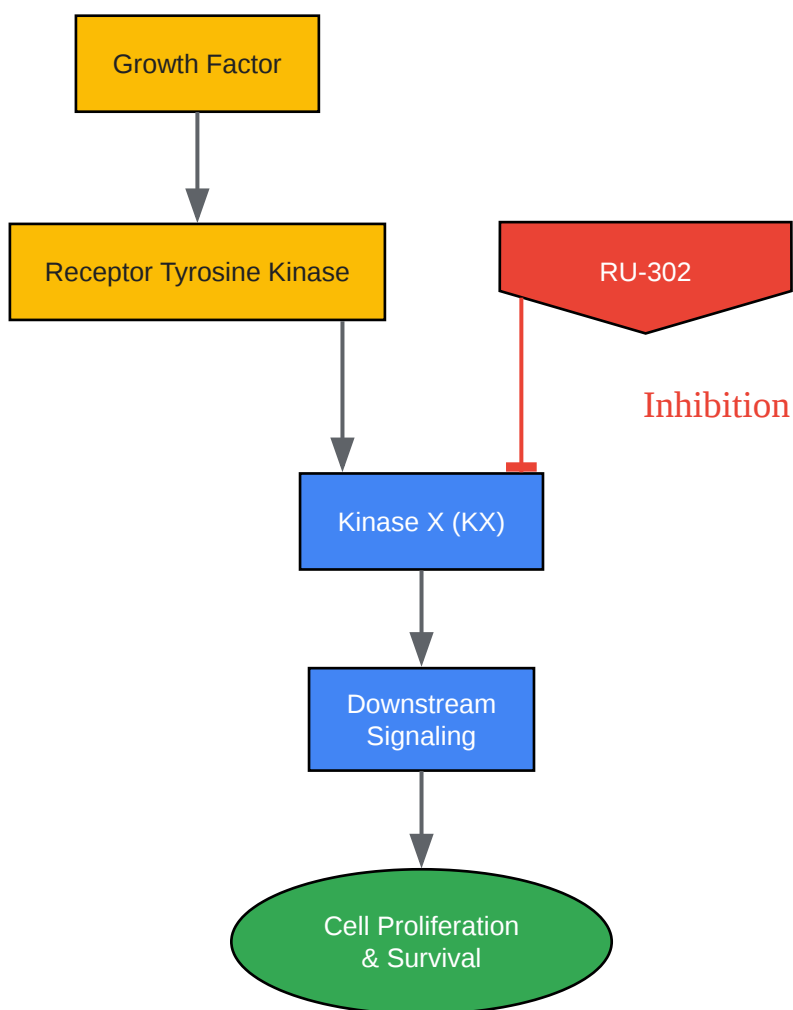 Growth Factor
Receptor Tyrosine Kinase
RU-302
Inhibition
Kinase X (KX)
Downstream
Signaling
Cell Proliferation
& Survival